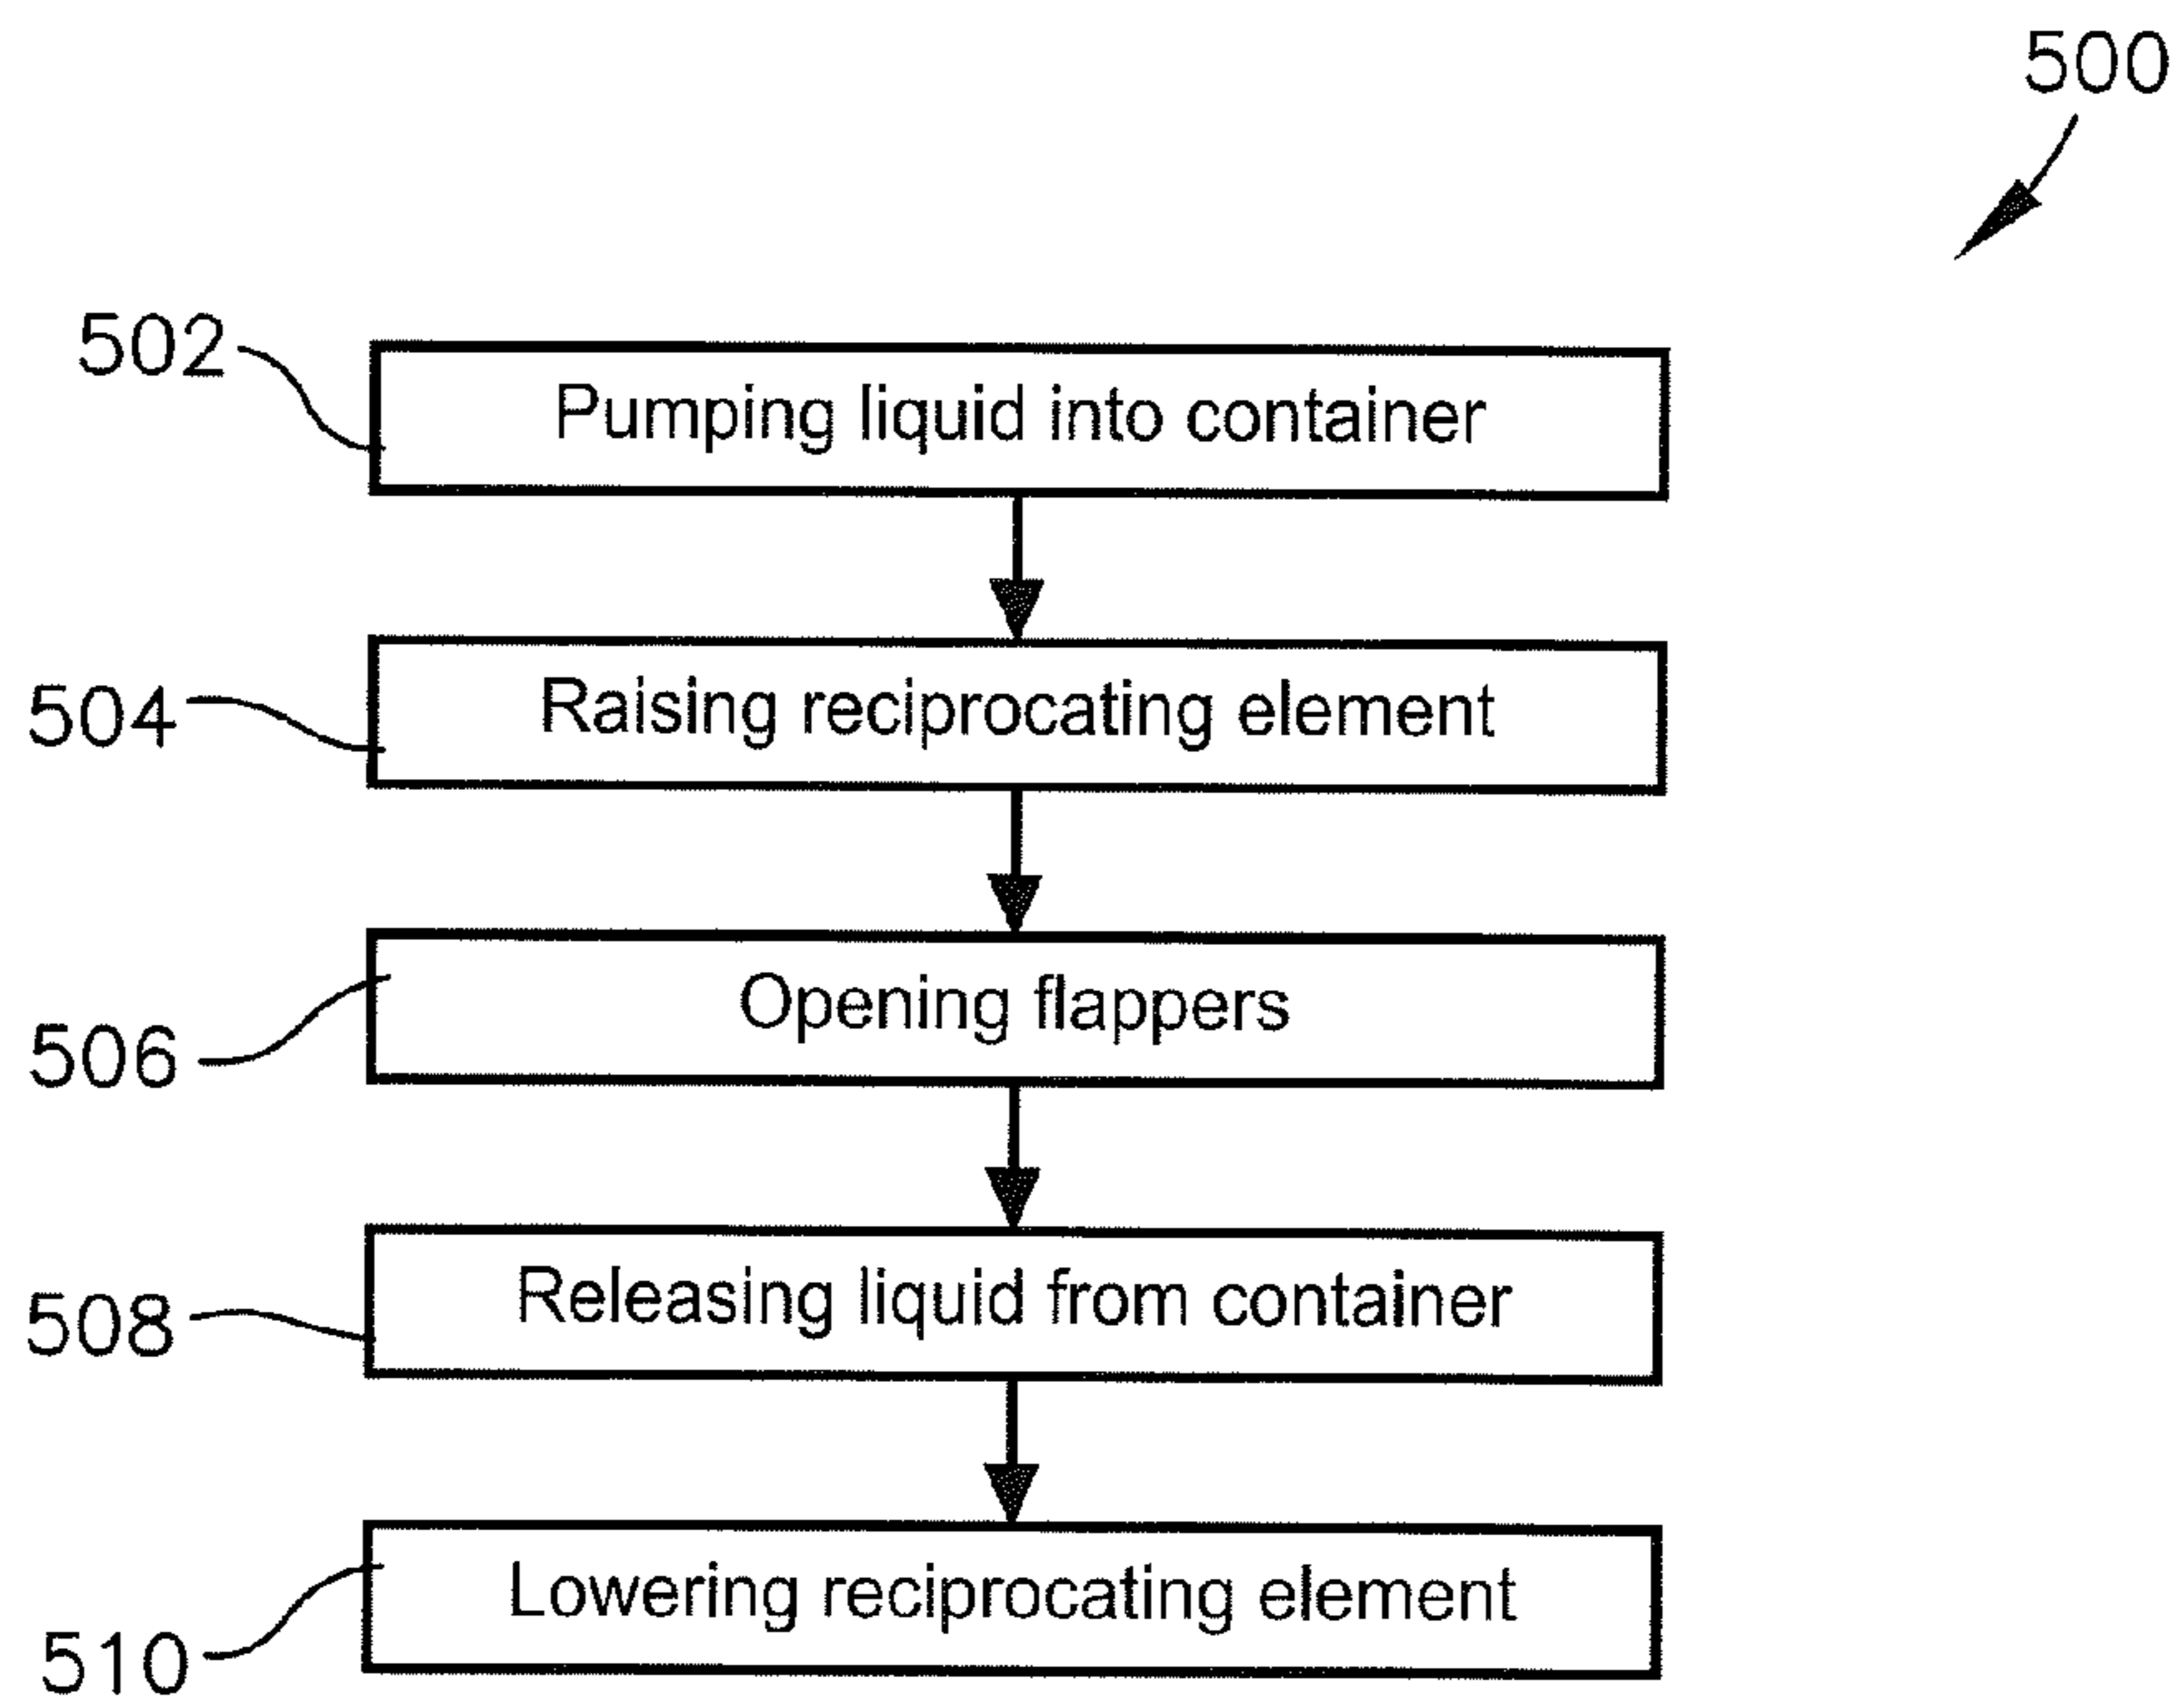 500
502
Pumping liquid into container
504
Raising reciprocating element
506
Opening flappers
508
Releasing liquid from container
510
Lowering reciprocating element